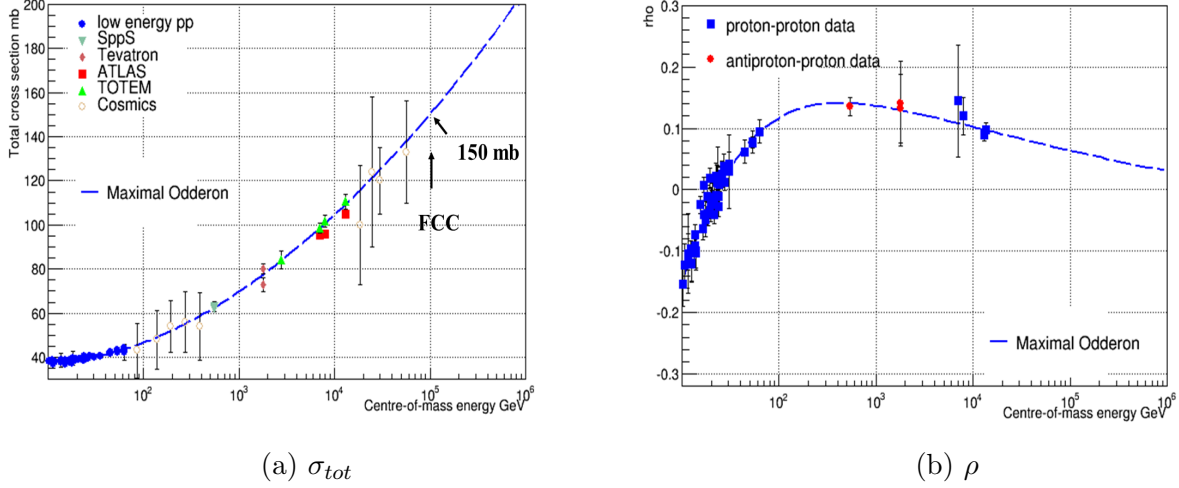 Total cross section mb
200
180
160
140
120
100
80
60
40
low energy pp
SppS
Tevatron
ATLAS
TOTEM
Cosmics
Maximal Odderon
150 mb
FCC
10²
10³
10⁴
10⁵
10⁶
Centre-of-mass energy GeV
(a) σ_tot
rho
0.3
0.2
0.1
0
-0.1
-0.2
-0.3
proton-proton data
antiproton-proton data
Maximal Odderon
10²
10³
10⁴
10⁵
10⁶
Centre-of-mass energy GeV
(b) ρ